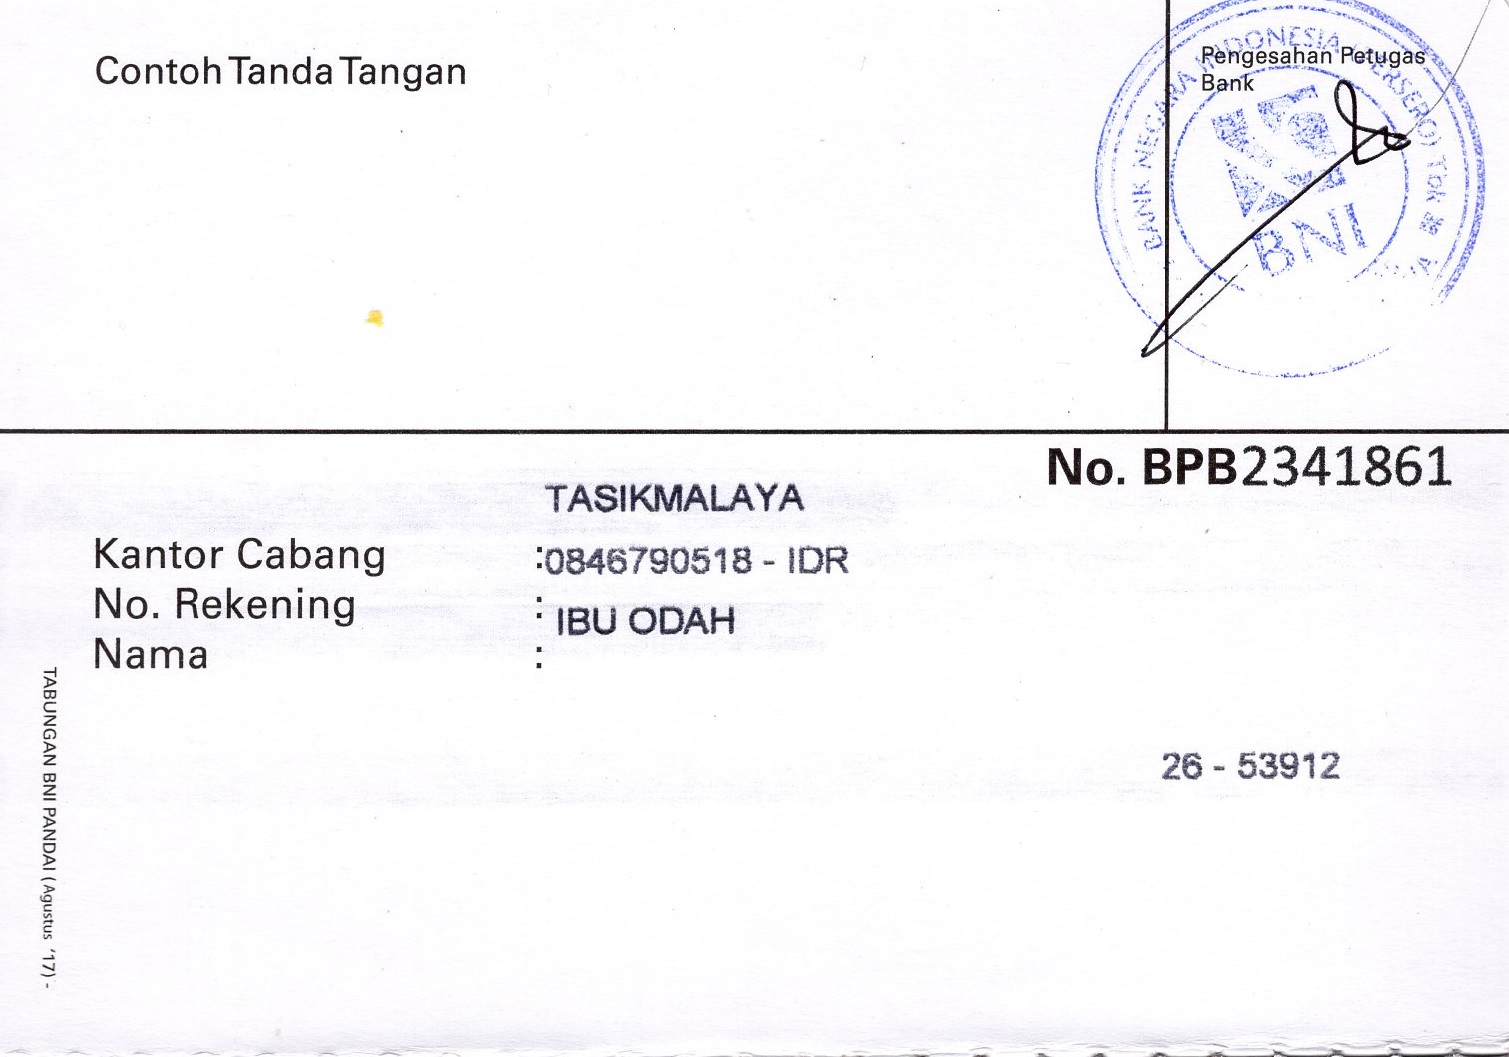 Contoh Tanda Tangan
Pengesahan Petugas
Bank
BANK NEGARA INDONESIA (PERSERO) Tbk
BNI
No. BPB2341861
TASIKMALAYA
Kantor Cabang :0846790518 - IDR
No. Rekening :
IBU ODAH
Nama :
26 - 53912
TABUNGAN BNI PANDAI (Agustus '17) -